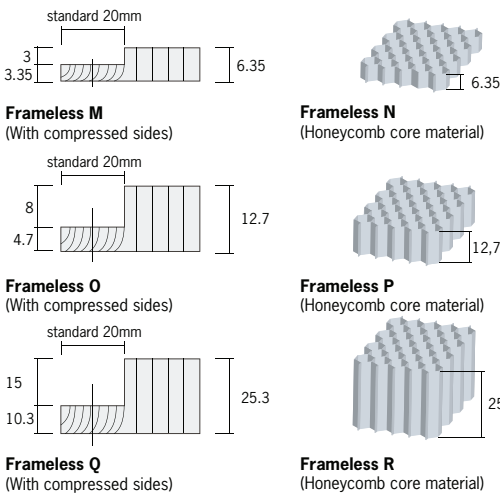 standard 20mm
3
3.35
6.35
Frameless M
(With compressed sides)
6.35
Frameless N
(Honeycomb core material)
standard 20mm
8
4.7
12.7
Frameless O
(With compressed sides)
12,7
Frameless P
(Honeycomb core material)
standard 20mm
15
10.3
25.3
Frameless Q
(With compressed sides)
25
Frameless R
(Honeycomb core material)